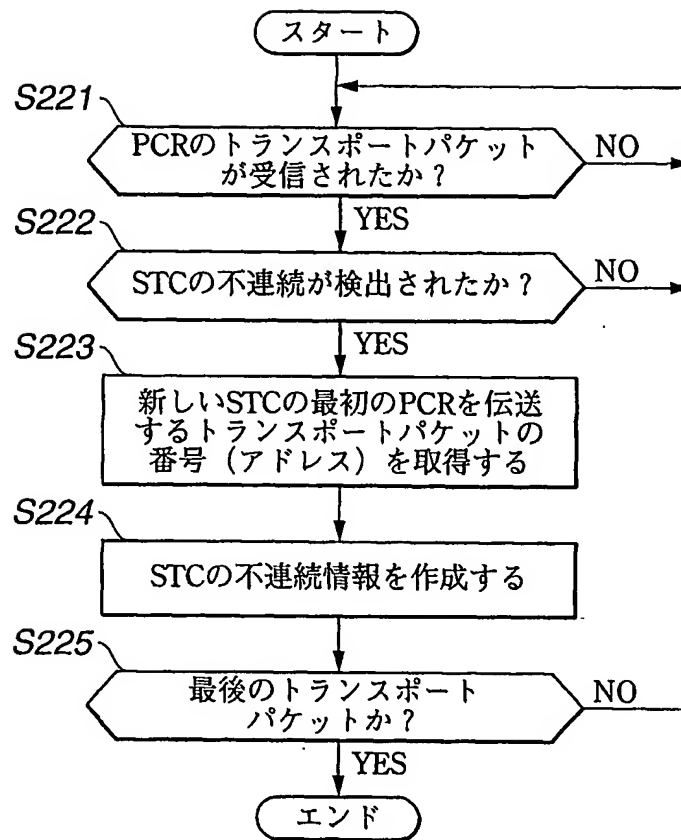 スタート
S221
PCRのトランスポートパケット
が受信されたか？
NO
YES
S222
STCの不連続が検出されたか？
NO
YES
S223
新しいSTCの最初のPCRを伝送
するトランスポートパケットの
番号（アドレス）を取得する
S224
STCの不連続情報を作成する
S225
最後のトランスポート
パケットか？
NO
YES
エンド